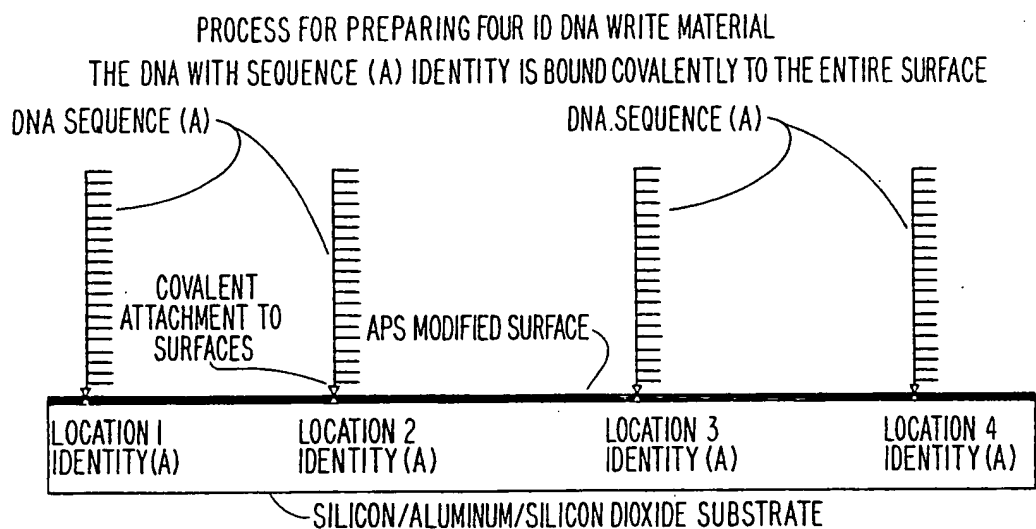 PROCESS FOR PREPARING FOUR ID DNA WRITE MATERIAL
THE DNA WITH SEQUENCE (A) IDENTITY IS BOUND COVALENTLY TO THE ENTIRE SURFACE
DNA SEQUENCE (A)
DNA.SEQUENCE (A)
COVALENT
ATTACHMENT TO
SURFACES
APS MODIFIED SURFACE
LOCATION 1
IDENTITY(A)
LOCATION 2
IDENTITY (A)
LOCATION 3
IDENTITY (A)
LOCATION 4
IDENTITY (A)
SILICON/ALUMINUM/SILICON DIOXIDE SUBSTRATE